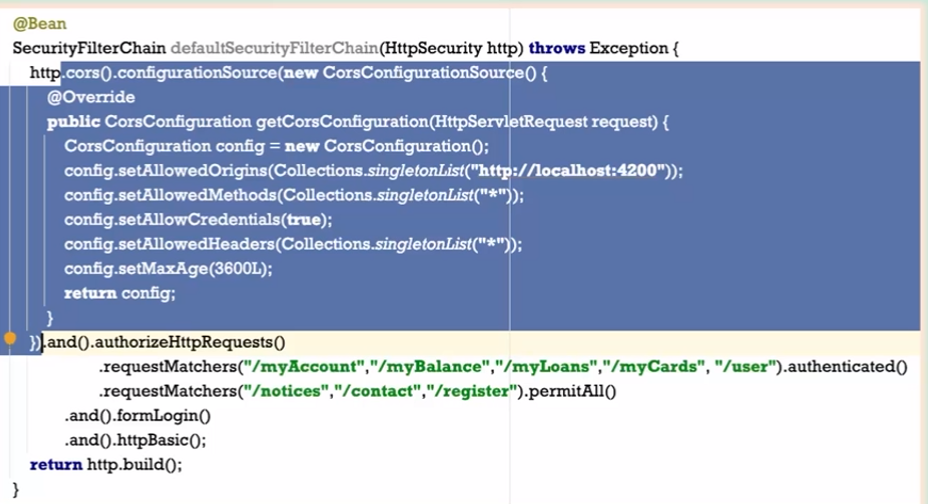 @Bean
SecurityFilterChain defaultSecurityFilterChain(HttpSecurity http) throws Exception {
http.cors().configurationSource(new CorsConfigurationSource() {
@Override
public CorsConfiguration getCorsConfiguration(HttpServletRequest request) {
CorsConfiguration config = new CorsConfiguration();
config.setAllowedOrigins(Collections.singletonList("http://localhost:4200"));
config.setAllowedMethods(Collections.singletonList("*"));
config.setAllowCredentials(true);
config.setAllowedHeaders(Collections.singletonList("*"));
config.setMaxAge(3600L);
return config;
}
}).and().authorizeHttpRequests()
.requestMatchers("/myAccount","/myBalance","/myLoans","/myCards", "/user").authenticated()
.requestMatchers("/notices","/contact","/register").permitAll()
.and().formLogin()
.and().httpBasic();
return http.build();
}